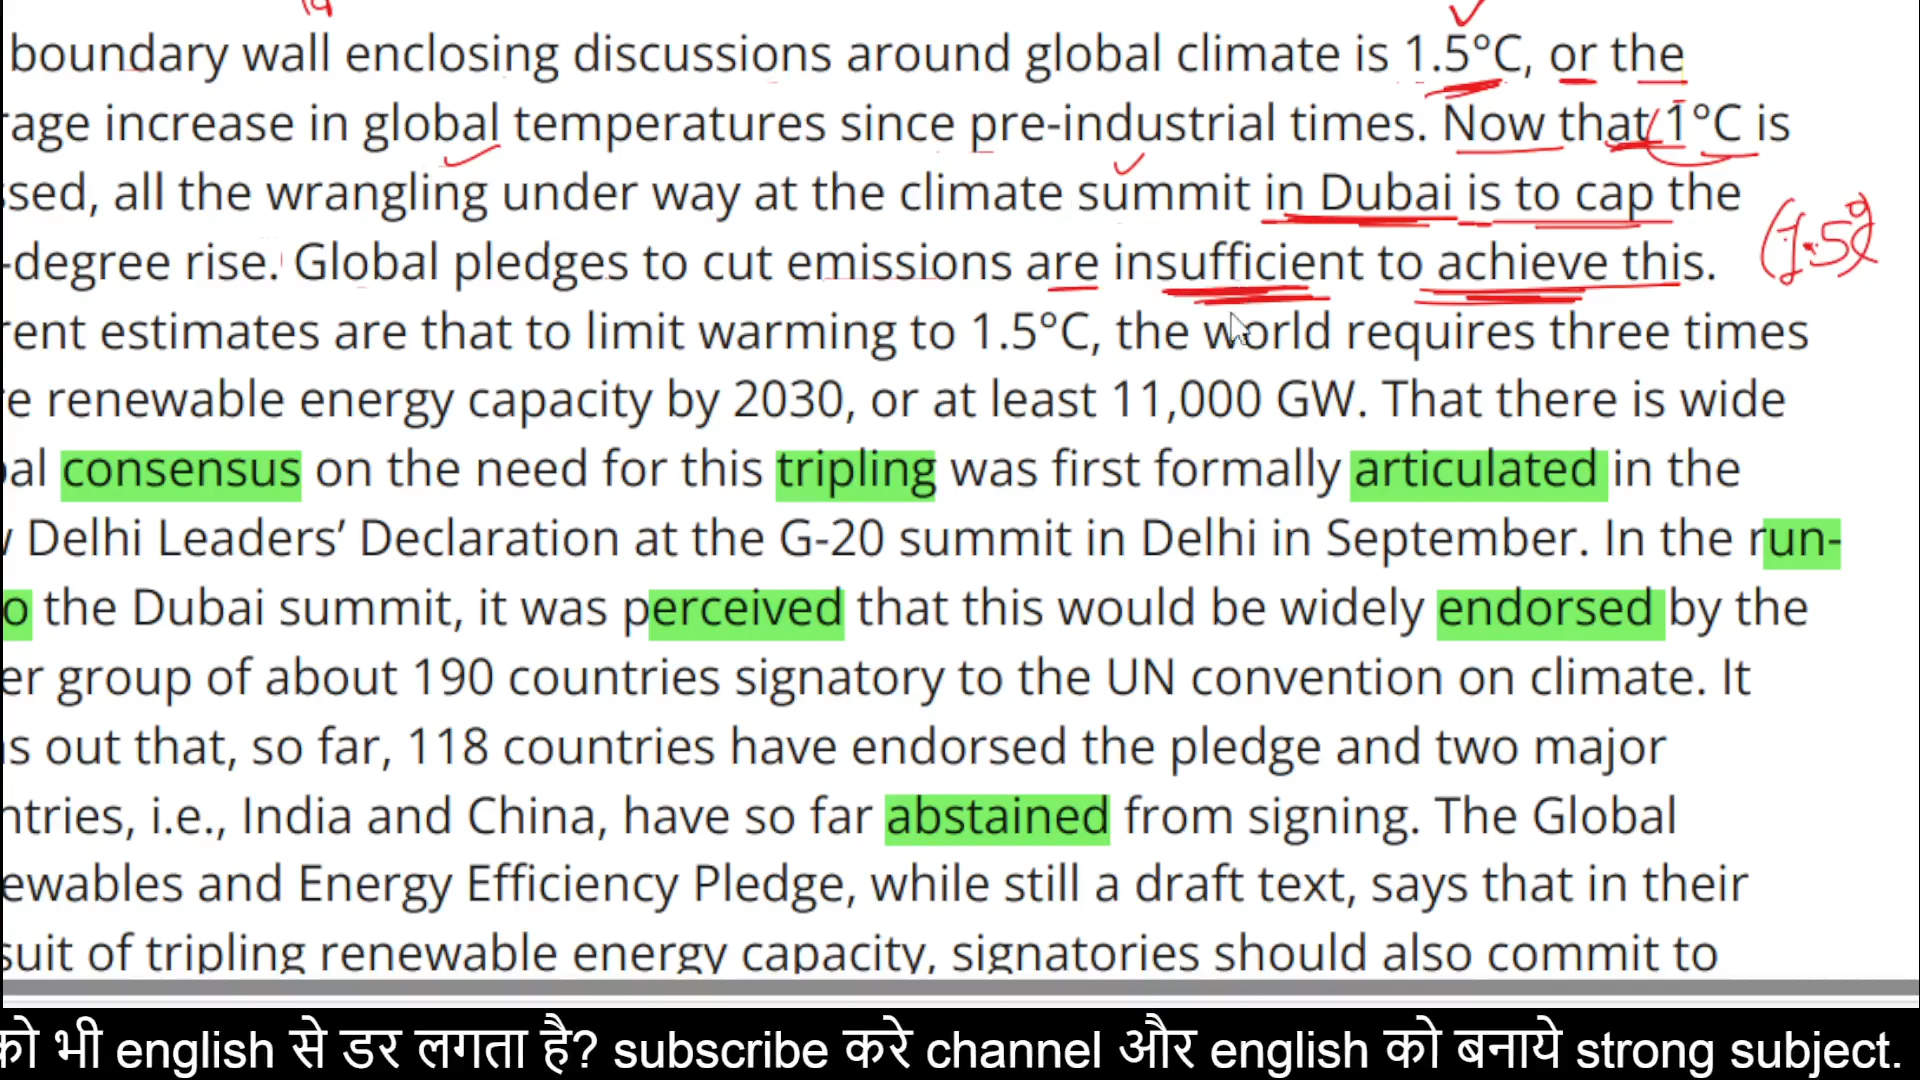 boundary wall enclosing discussions around global climate is 1.5°C, or the
rage increase in global temperatures since pre-industrial times. Now that 1°C is
ssed, all the wrangling under way at the climate summit in Dubai is to cap the
-degree rise. Global pledges to cut emissions are insufficient to achieve this.
(1.5°)
rent estimates are that to limit warming to 1.5°C, the world requires three times
e renewable energy capacity by 2030, or at least 11,000 GW. That there is wide
al consensus on the need for this tripling was first formally articulated in the
Delhi Leaders’ Declaration at the G-20 summit in Delhi in September. In the run-
o the Dubai summit, it was perceived that this would be widely endorsed by the
er group of about 190 countries signatory to the UN convention on climate. It
s out that, so far, 118 countries have endorsed the pledge and two major
ntries, i.e., India and China, have so far abstained from signing. The Global
ewables and Energy Efficiency Pledge, while still a draft text, says that in their
suit of tripling renewable energy capacity, signatories should also commit to
को भी english से डर लगता है? subscribe करे channel और english को बनाये strong subject.